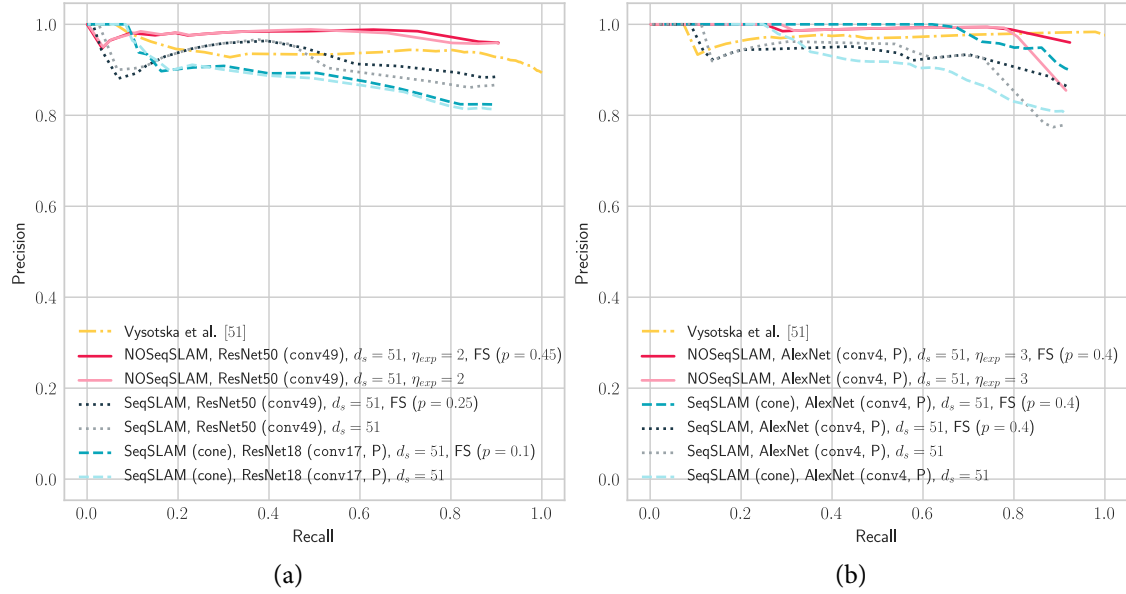 1.0
0.8
0.6
0.4
0.2
0.0
Precision
Vysotska et al. [51]
NOSeqSLAM, ResNet50 (conv49), d_s = 51, η_exp = 2, FS (p = 0.45)
NOSeqSLAM, ResNet50 (conv49), d_s = 51, η_exp = 2
SeqSLAM, ResNet50 (conv49), d_s = 51, FS (p = 0.25)
SeqSLAM, ResNet50 (conv49), d_s = 51
SeqSLAM (cone), ResNet18 (conv17, P), d_s = 51, FS (p = 0.1)
SeqSLAM (cone), ResNet18 (conv17, P), d_s = 51
0.0 0.2 0.4 0.6 0.8 1.0
Recall
(a)
1.0
0.8
0.6
0.4
0.2
0.0
Precision
Vysotska et al. [51]
NOSeqSLAM, AlexNet (conv4, P), d_s = 51, η_exp = 3, FS (p = 0.4)
NOSeqSLAM, AlexNet (conv4, P), d_s = 51, η_exp = 3
SeqSLAM (cone), AlexNet (conv4, P), d_s = 51, FS (p = 0.4)
SeqSLAM, AlexNet (conv4, P), d_s = 51, FS (p = 0.4)
SeqSLAM, AlexNet (conv4, P), d_s = 51
SeqSLAM (cone), AlexNet (conv4, P), d_s = 51
0.0 0.2 0.4 0.6 0.8 1.0
Recall
(b)